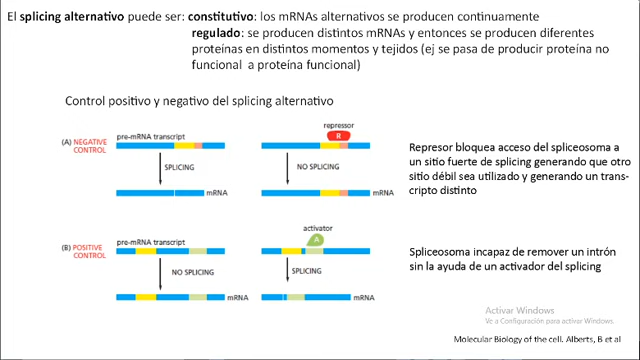 El splicing alternativo puede ser: constitutivo: los mRNAs alternativos se producen continuamente
regulado: se producen distintos mRNAs y entonces se producen diferentes
proteínas en distintos momentos y tejidos (ej se pasa de producir proteína no
funcional a proteína funcional)
Control positivo y negativo del splicing alternativo
(A) NEGATIVE
CONTROL
pre-mRNA transcript
SPLICING
mRNA
repressor
R
NO SPLICING
mRNA
Represor bloquea acceso del spliceosoma a
un sitio fuerte de splicing generando que otro
sitio débil sea utilizado y generando un trans-
cripto distinto
(B) POSITIVE
CONTROL
pre-mRNA transcript
NO SPLICING
mRNA
activator
A
SPLICING
mRNA
Spliceosoma incapaz de remover un intrón
sin la ayuda de un activador del splicing
Activar Windows
Ve a Configuración para activar Windows.
Molecular Biology of the cell. Alberts, B et al